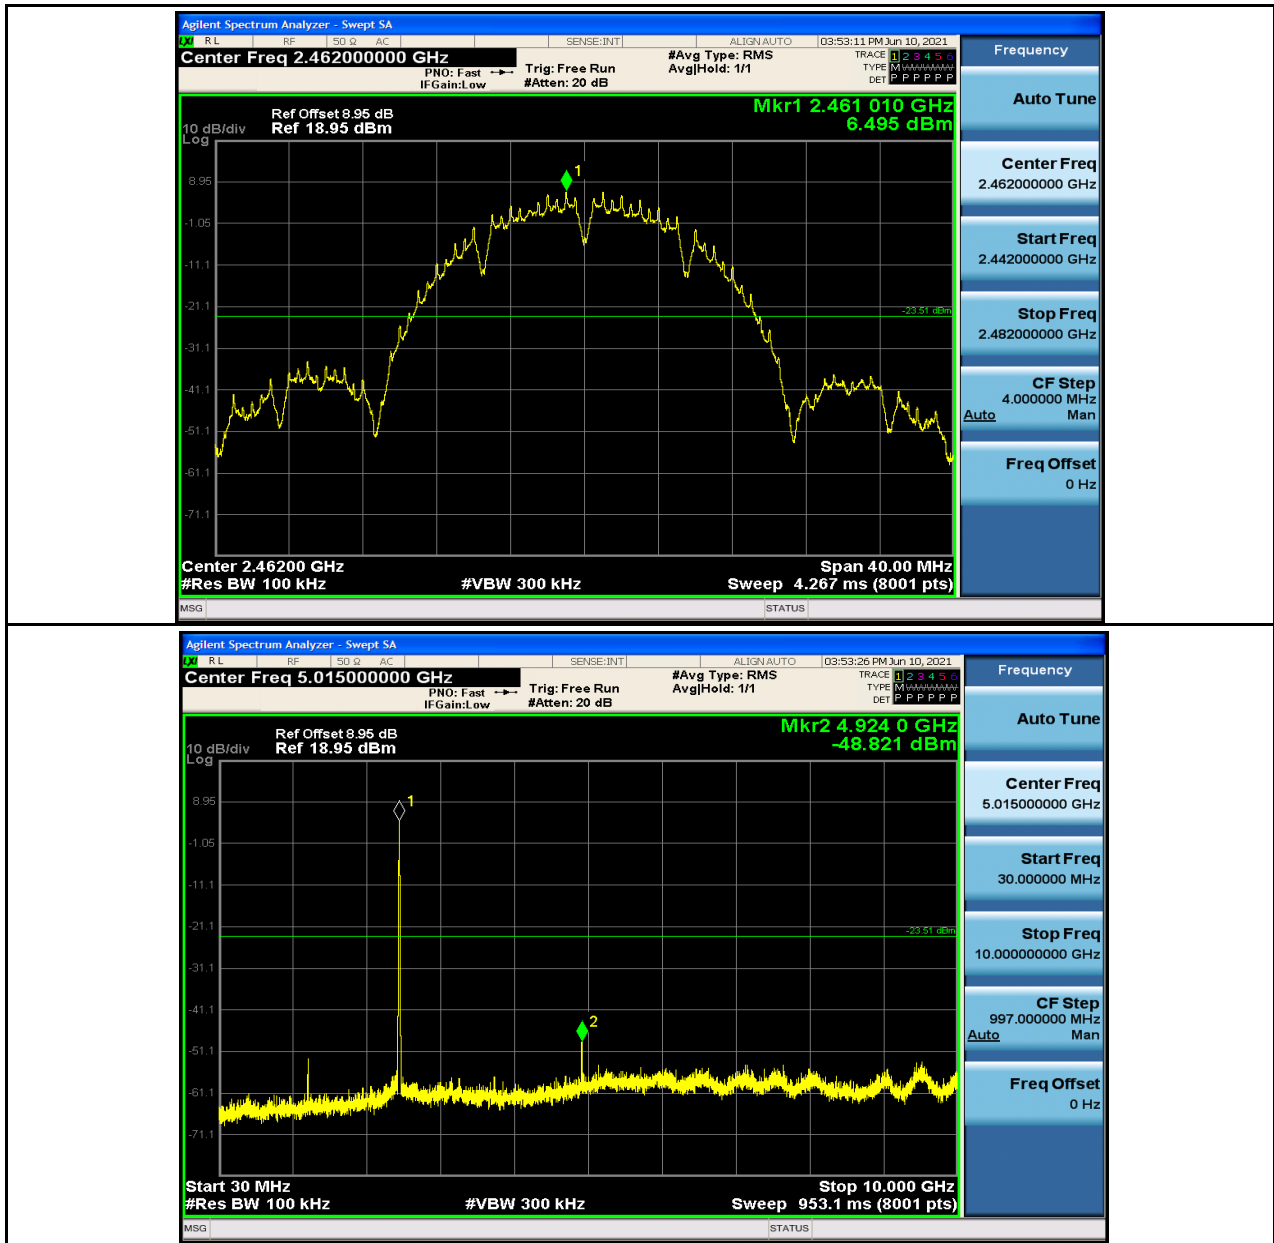 Agilent Spectrum Analyzer - Swept SA
LXI RL RF 50 Ω AC SENSE:INT ALIGN AUTO 03:53:11 PM Jun 10, 2021
Center Freq 2.462000000 GHz
PNO: Fast
IFGain:Low
Trig: Free Run
#Atten: 20 dB
#Avg Type: RMS
Avg|Hold: 1/1
TRACE 1 2 3 4 5 6
TYPE M WWWWW
DET P P P P P P
Ref Offset 8.95 dB
Ref 18.95 dBm
10 dB/div
Log
Mkr1 2.461 010 GHz
6.495 dBm
8.95
-1.05
-11.1
-21.1
-31.1
-41.1
-51.1
-61.1
-71.1
1
-23.51 dBm
Center 2.46200 GHz
#Res BW 100 kHz
#VBW 300 kHz
Span 40.00 MHz
Sweep 4.267 ms (8001 pts)
MSG
STATUS
Frequency
Auto Tune
Center Freq
2.462000000 GHz
Start Freq
2.442000000 GHz
Stop Freq
2.482000000 GHz
CF Step
4.000000 MHz
Auto Man
Freq Offset
0 Hz
Agilent Spectrum Analyzer - Swept SA
LXI RL RF 50 Ω AC SENSE:INT ALIGN AUTO 03:53:26 PM Jun 10, 2021
Center Freq 5.015000000 GHz
PNO: Fast
IFGain:Low
Trig: Free Run
#Atten: 20 dB
#Avg Type: RMS
Avg|Hold: 1/1
TRACE 1 2 3 4 5 6
TYPE M WWWWW
DET P P P P P P
Ref Offset 8.95 dB
Ref 18.95 dBm
10 dB/div
Log
Mkr2 4.924 0 GHz
-48.821 dBm
8.95
-1.05
-11.1
-21.1
-31.1
-41.1
-51.1
-61.1
-71.1
1
-23.51 dBm
2
Start 30 MHz
#Res BW 100 kHz
#VBW 300 kHz
Stop 10.000 GHz
Sweep 953.1 ms (8001 pts)
MSG
STATUS
Frequency
Auto Tune
Center Freq
5.015000000 GHz
Start Freq
30.000000 MHz
Stop Freq
10.000000000 GHz
CF Step
997.000000 MHz
Auto Man
Freq Offset
0 Hz